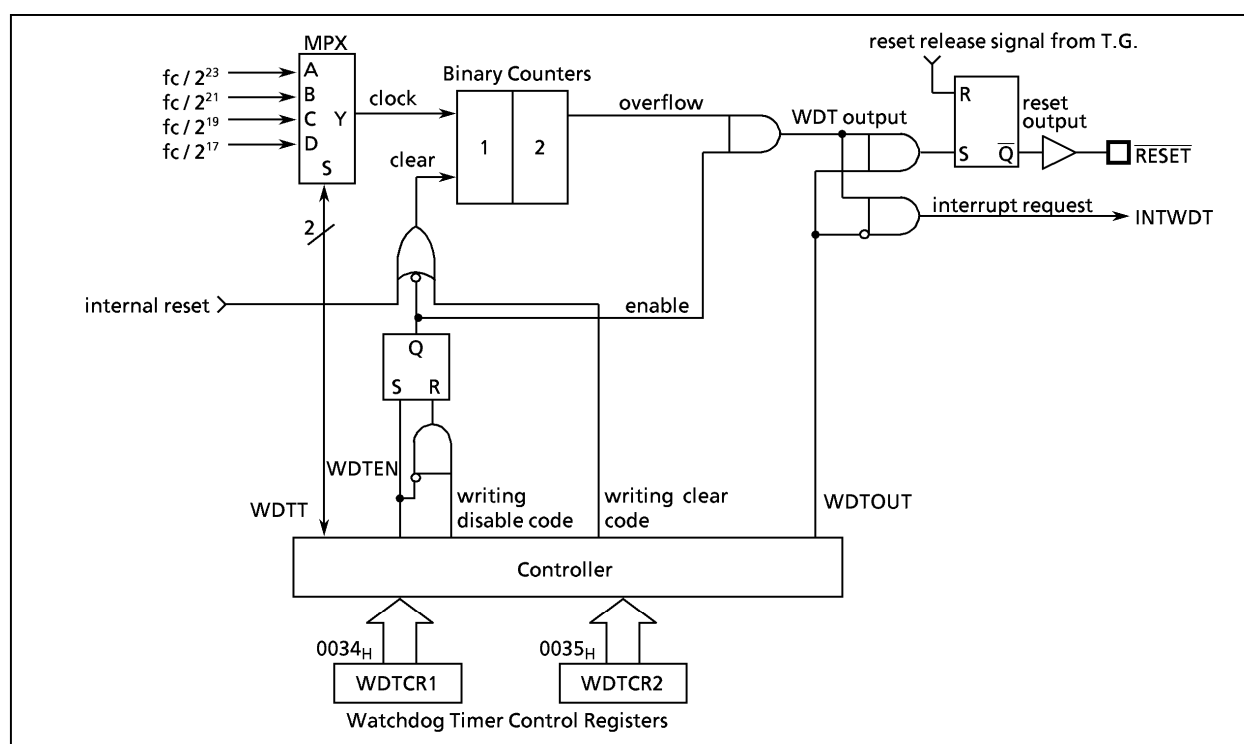 MPX
reset release signal from T.G.
fc / 2²³
fc / 2²¹
fc / 2¹⁹
fc / 2¹⁷
A
B
C
D
Y
S
clock
Binary Counters
1
2
overflow
clear
WDT output
R
S
Q̅
reset
output
R̅E̅S̅E̅T̅
interrupt request
INTWDT
2
internal reset
enable
Q
S
R
WDTEN
WDTT
writing
disable code
writing clear
code
WDTOUT
Controller
0034H
0035H
WDTCR1
WDTCR2
Watchdog Timer Control Registers